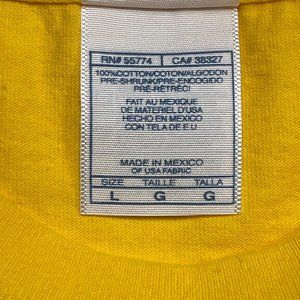 RN# 55774 CA# 38327
100%COTTON/COTON/ALGODON
PRE-SHRUNK/PRE-ENCOGIDO
PRÉ-RÉTRÉCI
FAIT AU MEXIQUE
DE MATERIEL D'USA
HECHO EN MEXICO
CON TELA DE E.U
MADE IN MEXICO
OF USA FABRIC
SIZE TAILLE TALLA
L G G